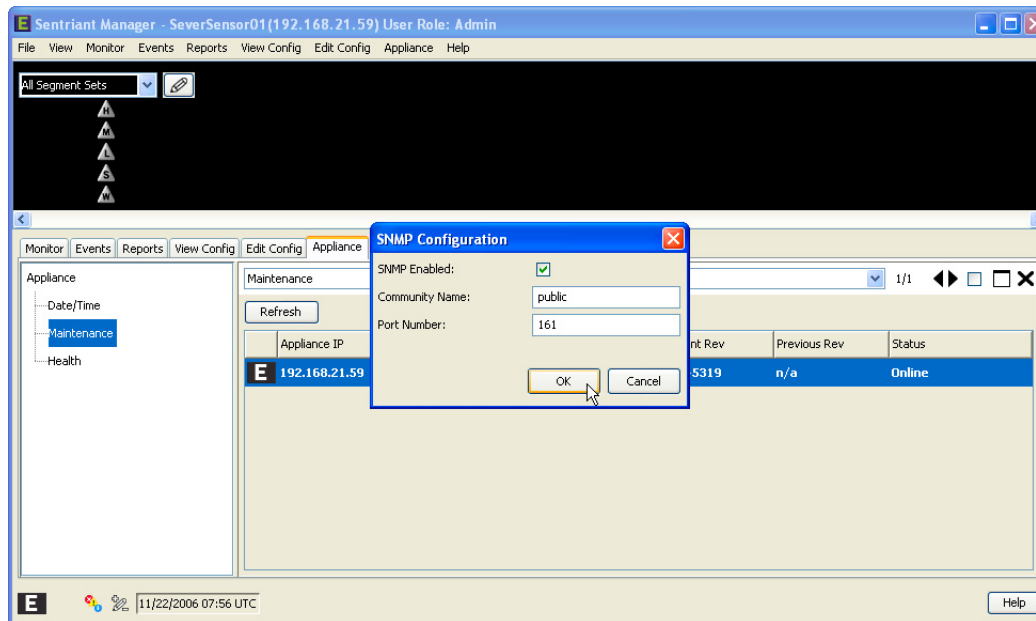 E Sentriant Manager - SeverSensor01(192.168.21.59) User Role: Admin
File View Monitor Events Reports View Config Edit Config Appliance Help
All Segment Sets
H
M
L
S
W
Monitor Events Reports View Config Edit Config Appliance
Appliance
Date/Time
Maintenance
Health
Maintenance 1/1
Refresh
Appliance IP nt Rev Previous Rev Status
E 192.168.21.59 -5319 n/a Online
SNMP Configuration
SNMP Enabled:
Community Name: public
Port Number: 161
OK Cancel
E 11/22/2006 07:56 UTC Help